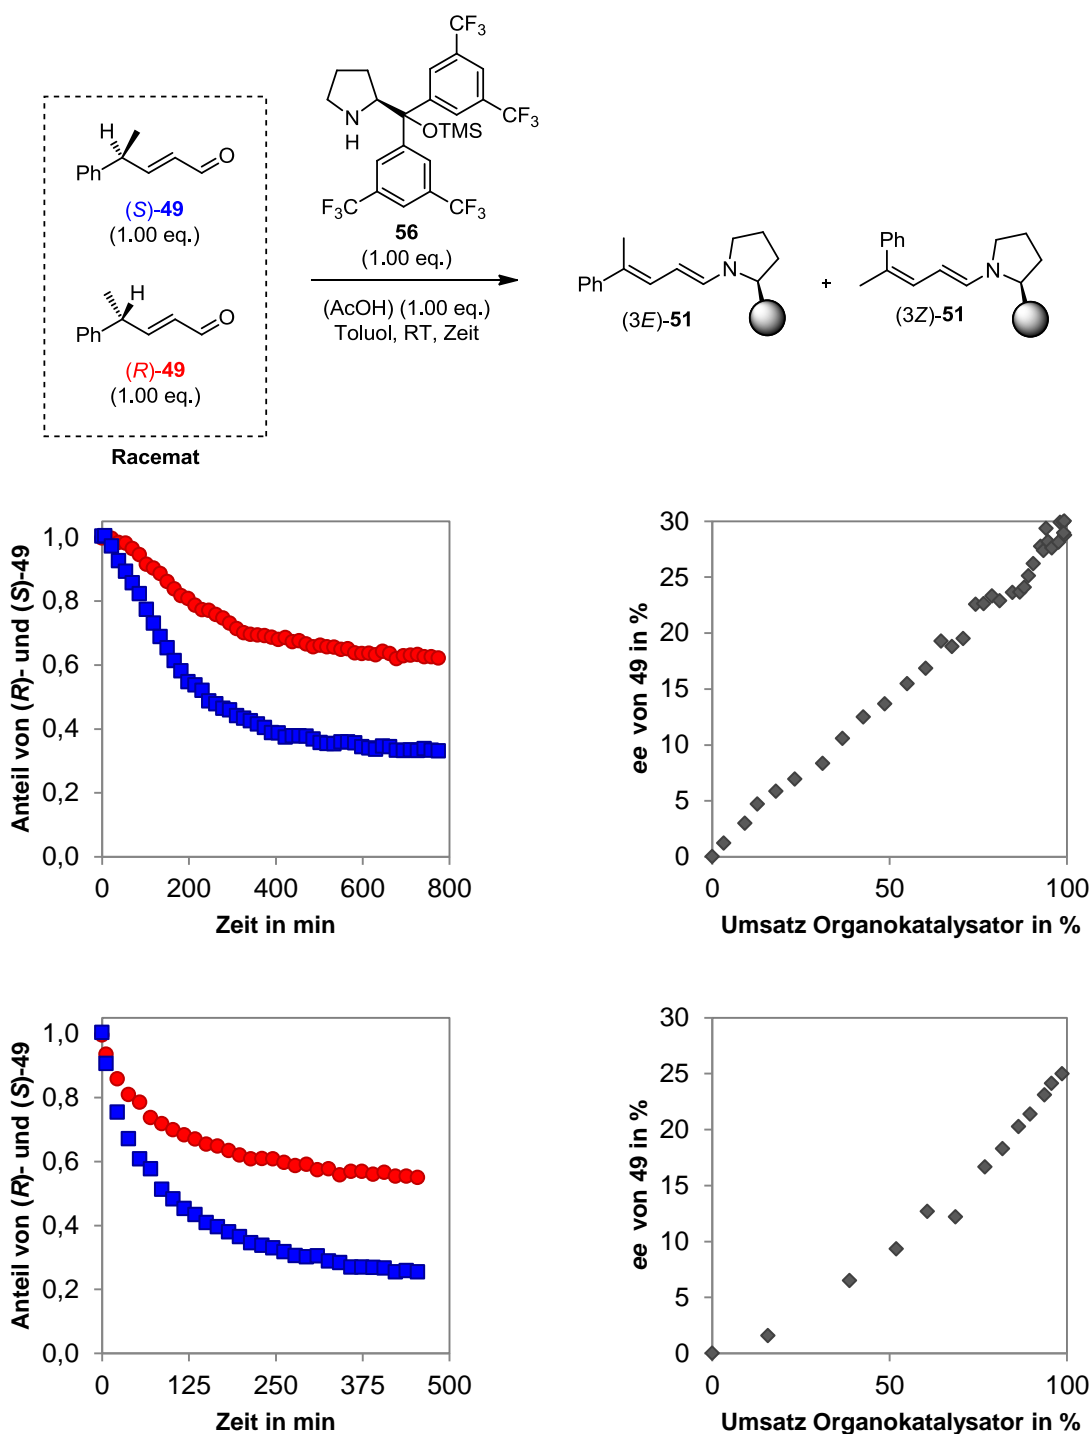 CF3
N
H
OTMS
CF3
F3C
CF3
56
(1.00 eq.)
(AcOH) (1.00 eq.)
Toluol, RT, Zeit
H
Ph
O
(S)-49
(1.00 eq.)
H
Ph
O
(R)-49
(1.00 eq.)
Racemat
Ph
N
(3E)-51
+
Ph
N
(3Z)-51
Anteil von (R)- und (S)-49
1,0
0,8
0,6
0,4
0,2
0,0
0 200 400 600 800
Zeit in min
ee von 49 in %
30
25
20
15
10
5
0
0 50 100
Umsatz Organokatalysator in %
Anteil von (R)- und (S)-49
1,0
0,8
0,6
0,4
0,2
0,0
0 125 250 375 500
Zeit in min
ee von 49 in %
30
25
20
15
10
5
0
0 50 100
Umsatz Organokatalysator in %